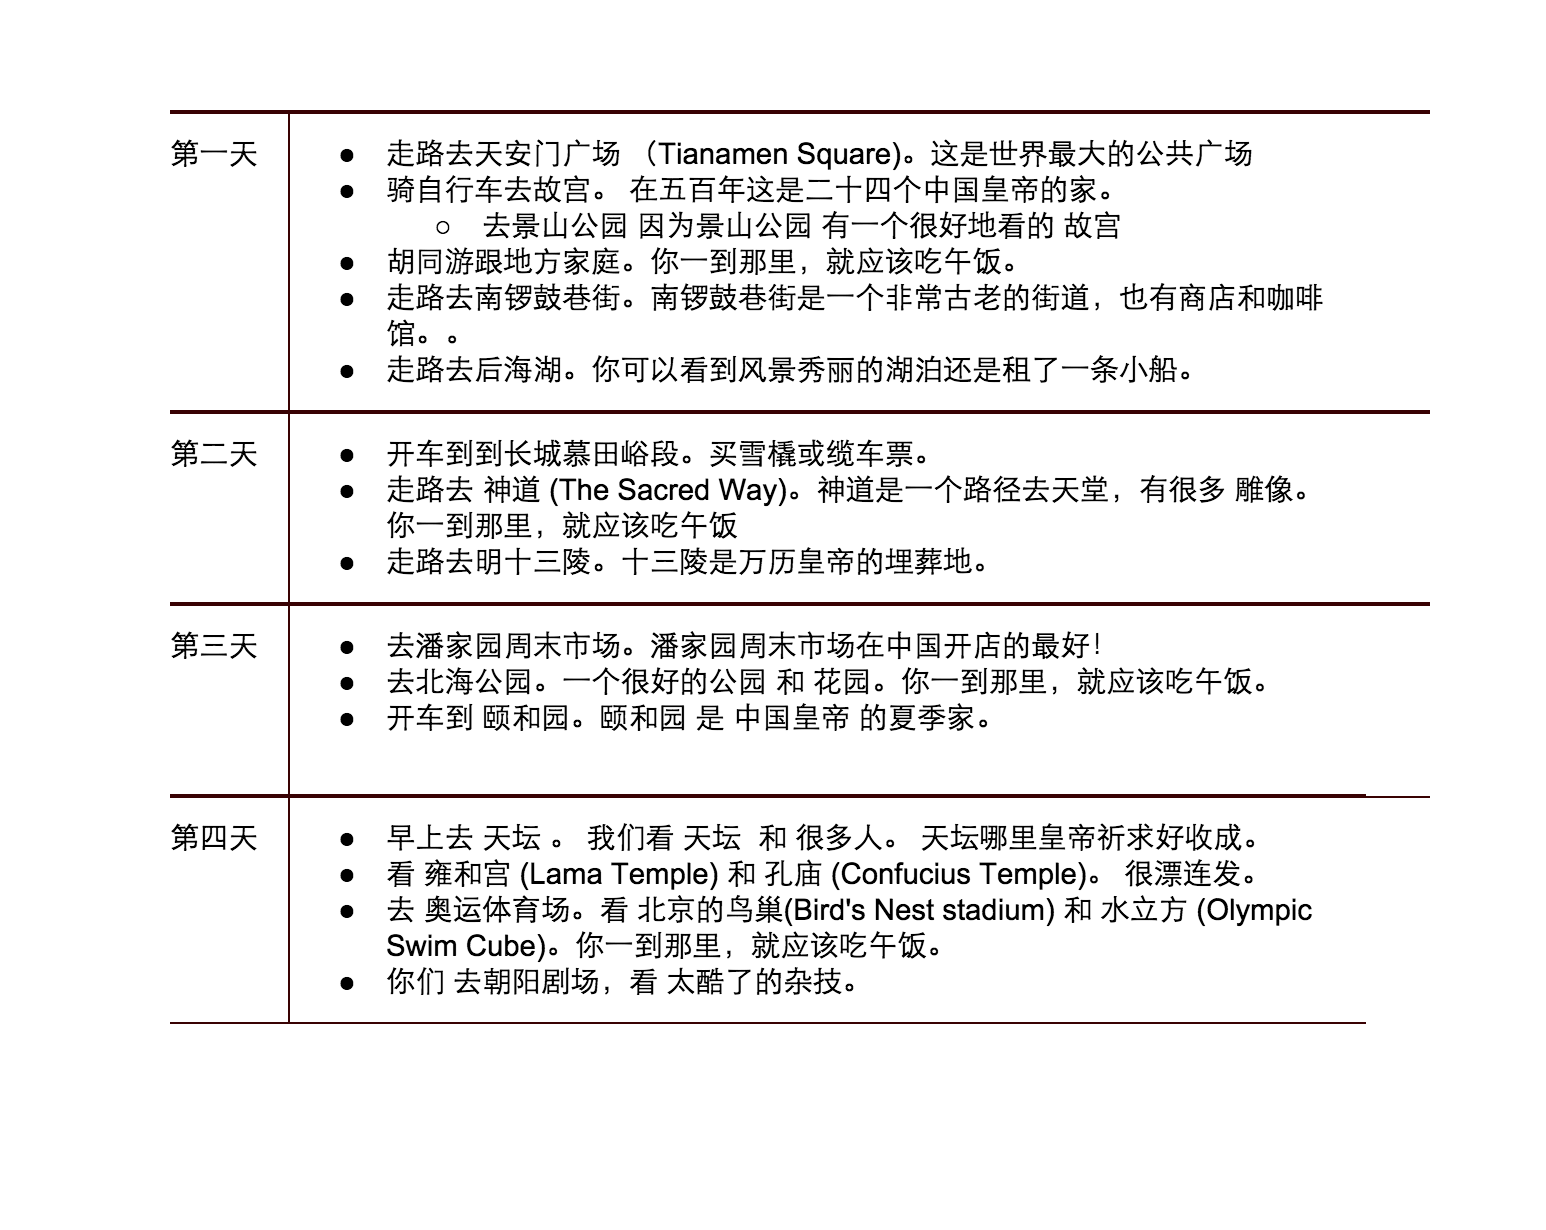 第一天
● 走路去天安门广场 （Tianamen Square)。这是世界最大的公共广场
● 骑自行车去故宫。 在五百年这是二十四个中国皇帝的家。
○ 去景山公园 因为景山公园 有一个很好地看的 故宫
● 胡同游跟地方家庭。你一到那里，就应该吃午饭。
● 走路去南锣鼓巷街。南锣鼓巷街是一个非常古老的街道，也有商店和咖啡
馆。。
● 走路去后海湖。你可以看到风景秀丽的湖泊还是租了一条小船。
第二天
● 开车到到长城慕田峪段。买雪橇或缆车票。
● 走路去 神道 (The Sacred Way)。神道是一个路径去天堂，有很多 雕像。
你一到那里，就应该吃午饭
● 走路去明十三陵。十三陵是万历皇帝的埋葬地。
第三天
● 去潘家园周末市场。潘家园周末市场在中国开店的最好！
● 去北海公园。一个很好的公园 和 花园。你一到那里，就应该吃午饭。
● 开车到 颐和园。颐和园 是 中国皇帝 的夏季家。
第四天
● 早上去 天坛 。 我们看 天坛  和 很多人。 天坛哪里皇帝祈求好收成。
● 看 雍和宫 (Lama Temple) 和 孔庙 (Confucius Temple)。 很漂连发。
● 去 奥运体育场。看 北京的鸟巢(Bird's Nest stadium) 和 水立方 (Olympic
Swim Cube)。你一到那里，就应该吃午饭。
● 你们 去朝阳剧场，看 太酷了的杂技。